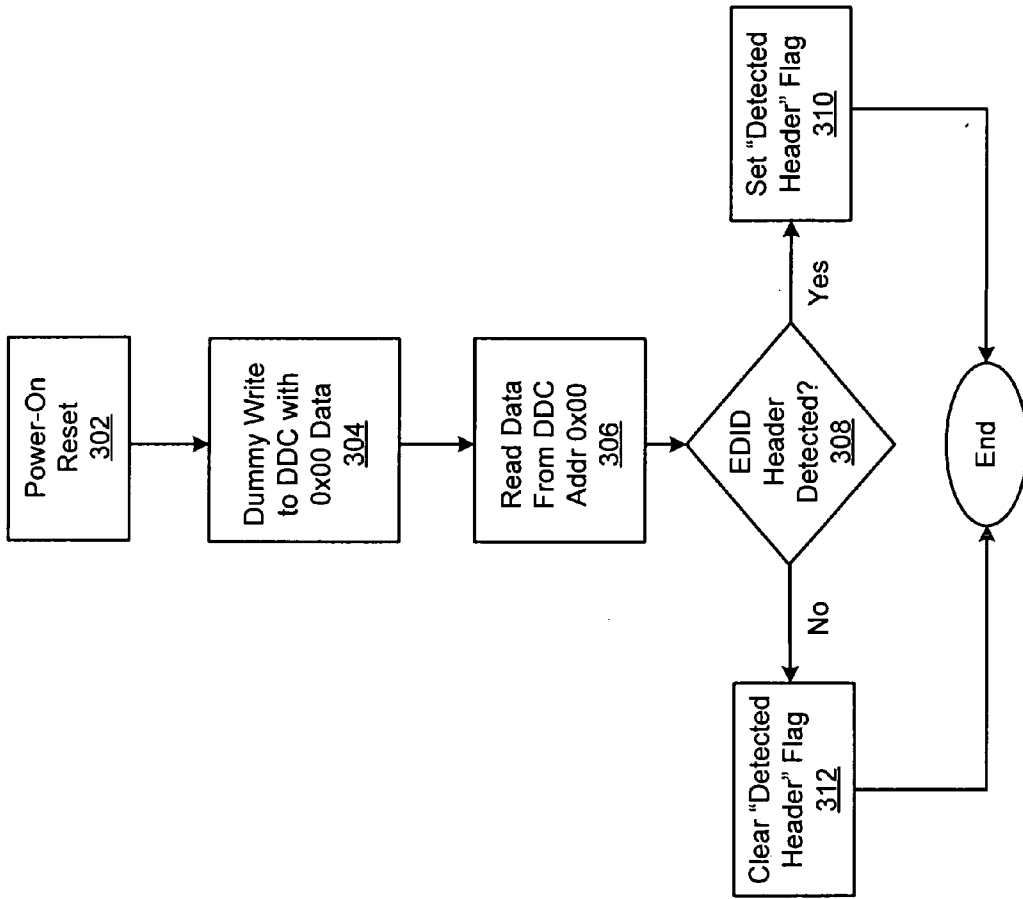 Power-On
Reset
302
Dummy Write
to DDC with
0x00 Data
304
Read Data
From DDC
Addr 0x00
306
EDID
Header
Detected?
308
No
Yes
Clear “Detected
Header” Flag
312
Set “Detected
Header” Flag
310
End